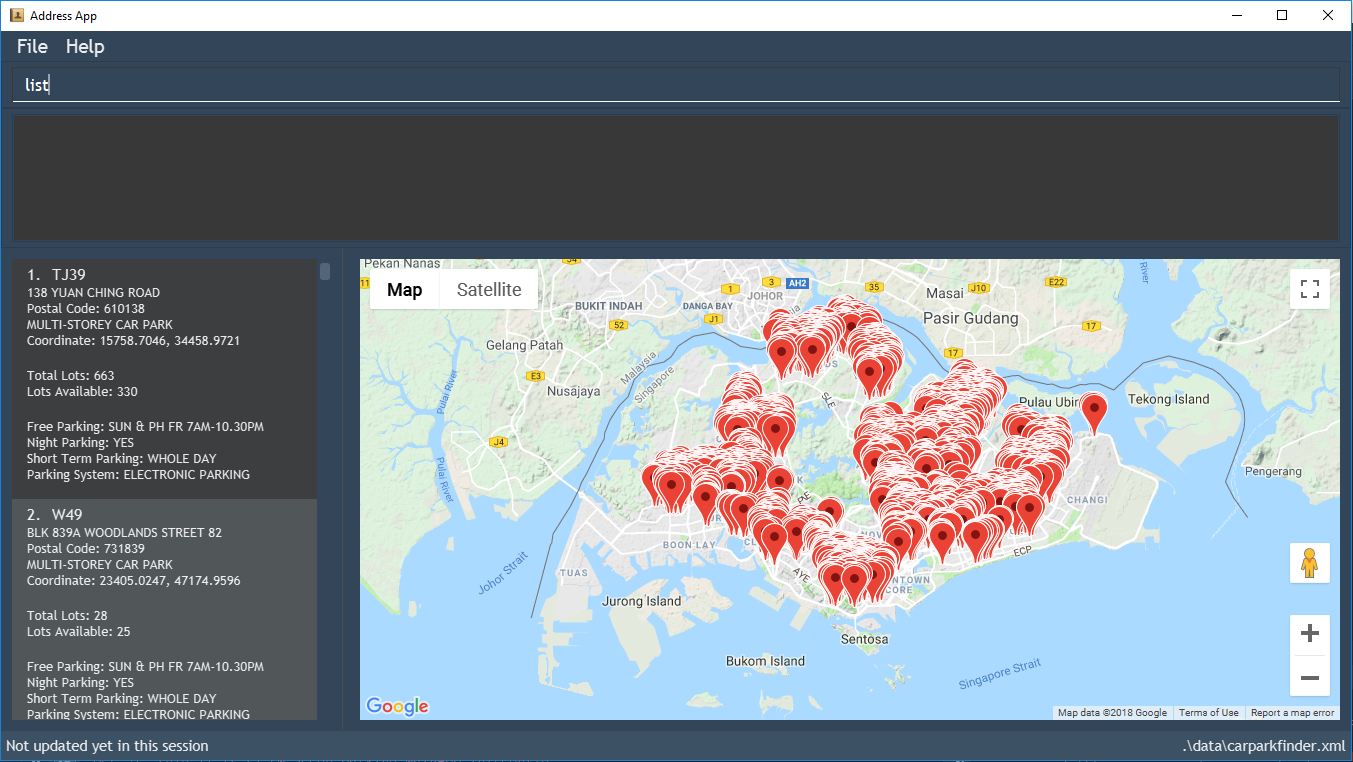 Address App
File Help
list
1. TJ39
138 YUAN CHING ROAD
Postal Code: 610138
MULTI-STOREY CAR PARK
Coordinate: 15758.7046, 34458.9721
Total Lots: 663
Lots Available: 330
Free Parking: SUN & PH FR 7AM-10.30PM
Night Parking: YES
Short Term Parking: WHOLE DAY
Parking System: ELECTRONIC PARKING
2. W49
BLK 839A WOODLANDS STREET 82
Postal Code: 731839
MULTI-STOREY CAR PARK
Coordinate: 23405.0247, 47174.9596
Total Lots: 28
Lots Available: 25
Free Parking: SUN & PH FR 7AM-10.30PM
Night Parking: YES
Short Term Parking: WHOLE DAY
Parking System: ELECTRONIC PARKING
Pekan Nanas
Map Satellite
BUKIT INDAH
DANGA BAY
JOHOR
1
3
AH2
35
J10
E22
River
Masai
Pasir Gudang
J1
52
17
17
Gelang Patah
Malaysia
Singapore
E3
Nusajaya
Pulai River
J4
Pulai River
SLE
Pulau Ubin
Tekong Island
Pengerang
CHANGI
PIE
BOON LAY
TUAS
Johor Strait
AYE
ECP
CORE
Jurong Island
Sentosa
Bukom Island
Singapore Strait
Google
Map data ©2018 Google Terms of Use Report a map error
Not updated yet in this session
.\data\carparkfinder.xml